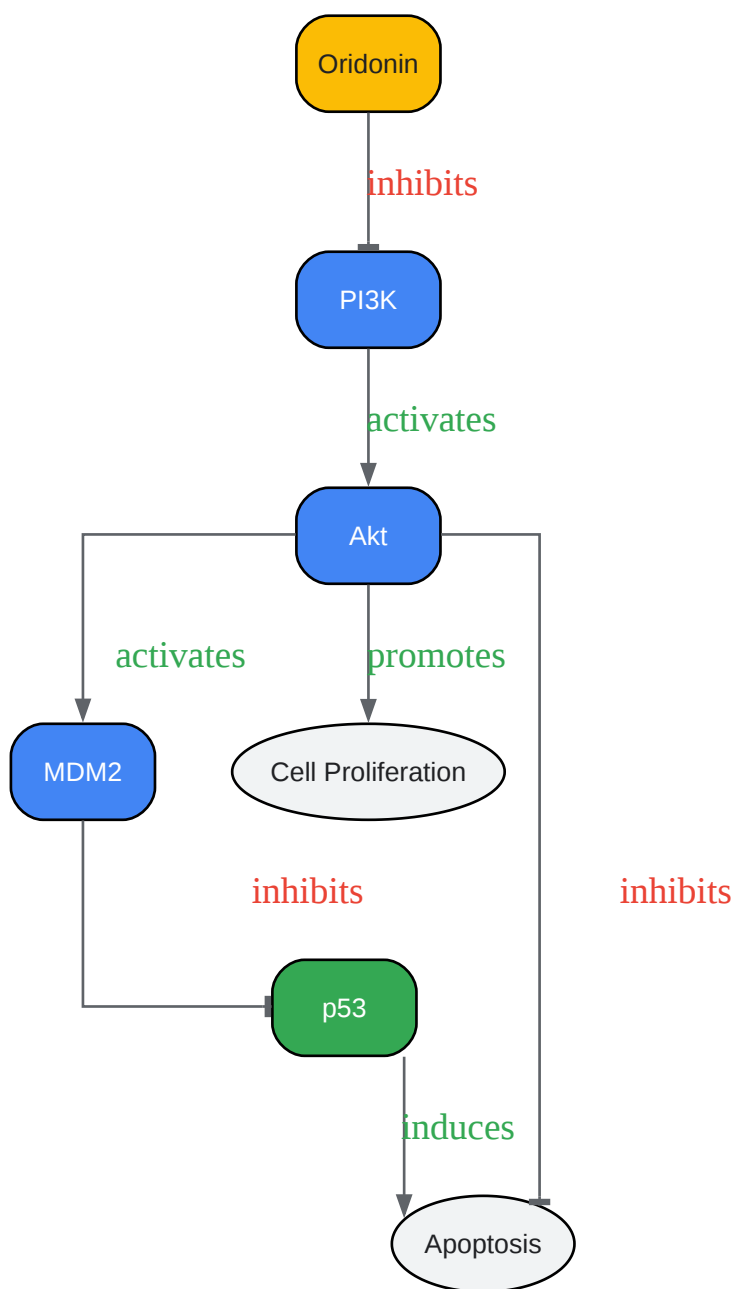 Oridonin
inhibits
PI3K
activates
Akt
activates
promotes
MDM2
Cell Proliferation
inhibits
inhibits
p53
induces
Apoptosis